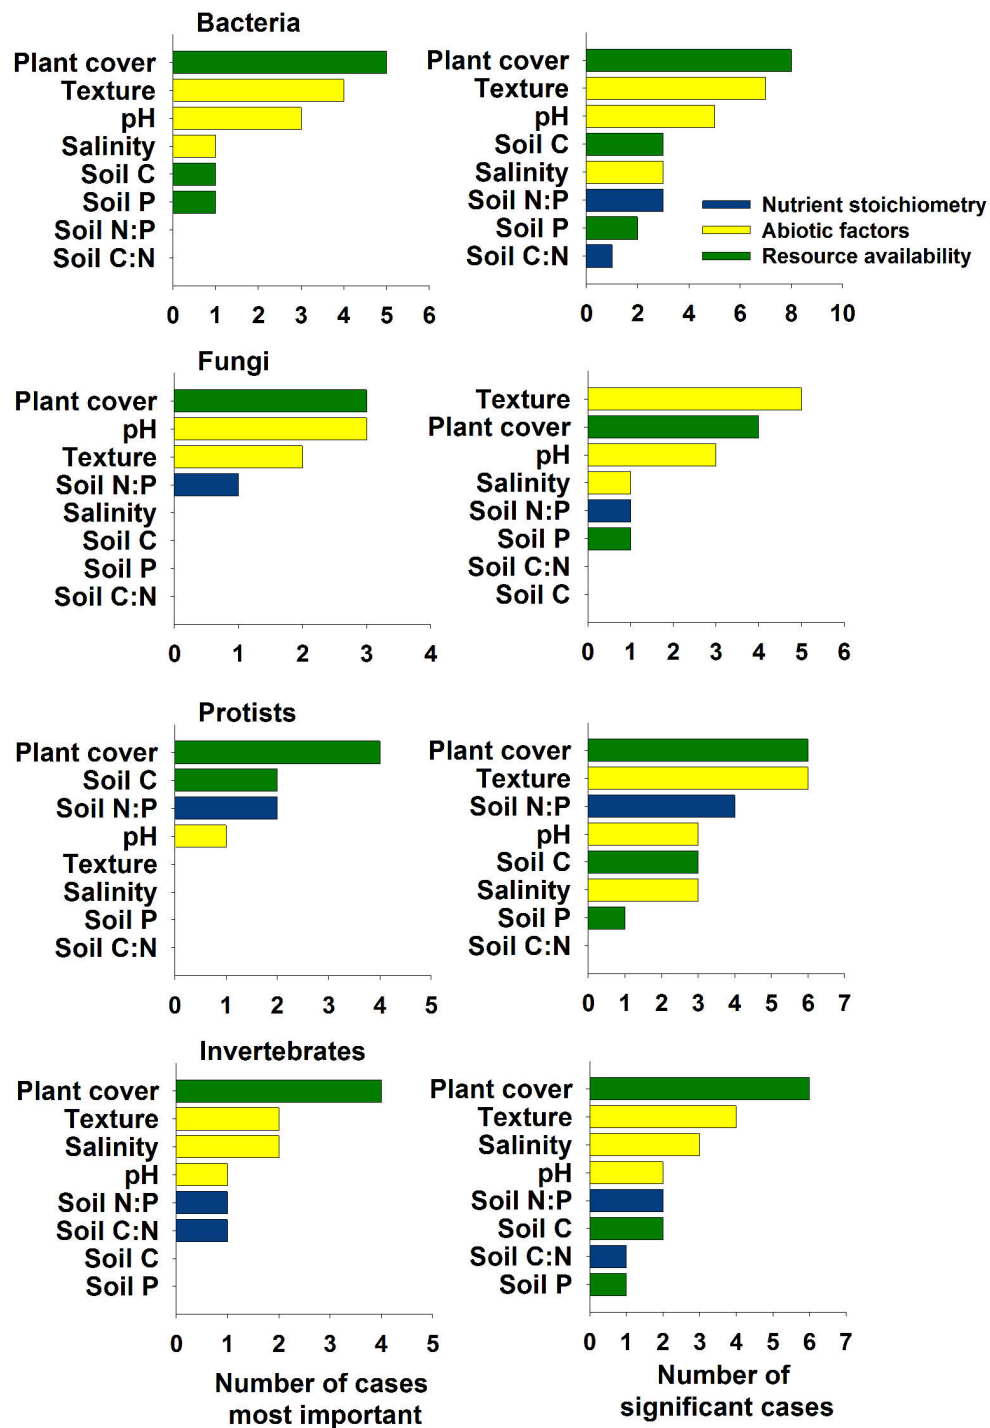 Bacteria
Plant cover
Texture
pH
Salinity
Soil C
Soil P
Soil N:P
Soil C:N
0 1 2 3 4 5 6
Plant cover
Texture
pH
Soil C
Salinity
Soil N:P
Soil P
Soil C:N
0 2 4 6 8 10
Nutrient stoichiometry
Abiotic factors
Resource availability
Fungi
Plant cover
pH
Texture
Soil N:P
Salinity
Soil C
Soil P
Soil C:N
0 1 2 3 4
Texture
Plant cover
pH
Salinity
Soil N:P
Soil P
Soil C:N
Soil C
0 1 2 3 4 5 6
Protists
Plant cover
Soil C
Soil N:P
pH
Texture
Salinity
Soil P
Soil C:N
0 1 2 3 4 5
Plant cover
Texture
Soil N:P
pH
Soil C
Salinity
Soil P
Soil C:N
0 1 2 3 4 5 6 7
Invertebrates
Plant cover
Texture
Salinity
pH
Soil N:P
Soil C:N
Soil C
Soil P
0 1 2 3 4 5
Number of cases
most important
Plant cover
Texture
Salinity
pH
Soil N:P
Soil C
Soil C:N
Soil P
0 1 2 3 4 5 6 7
Number of
significant cases